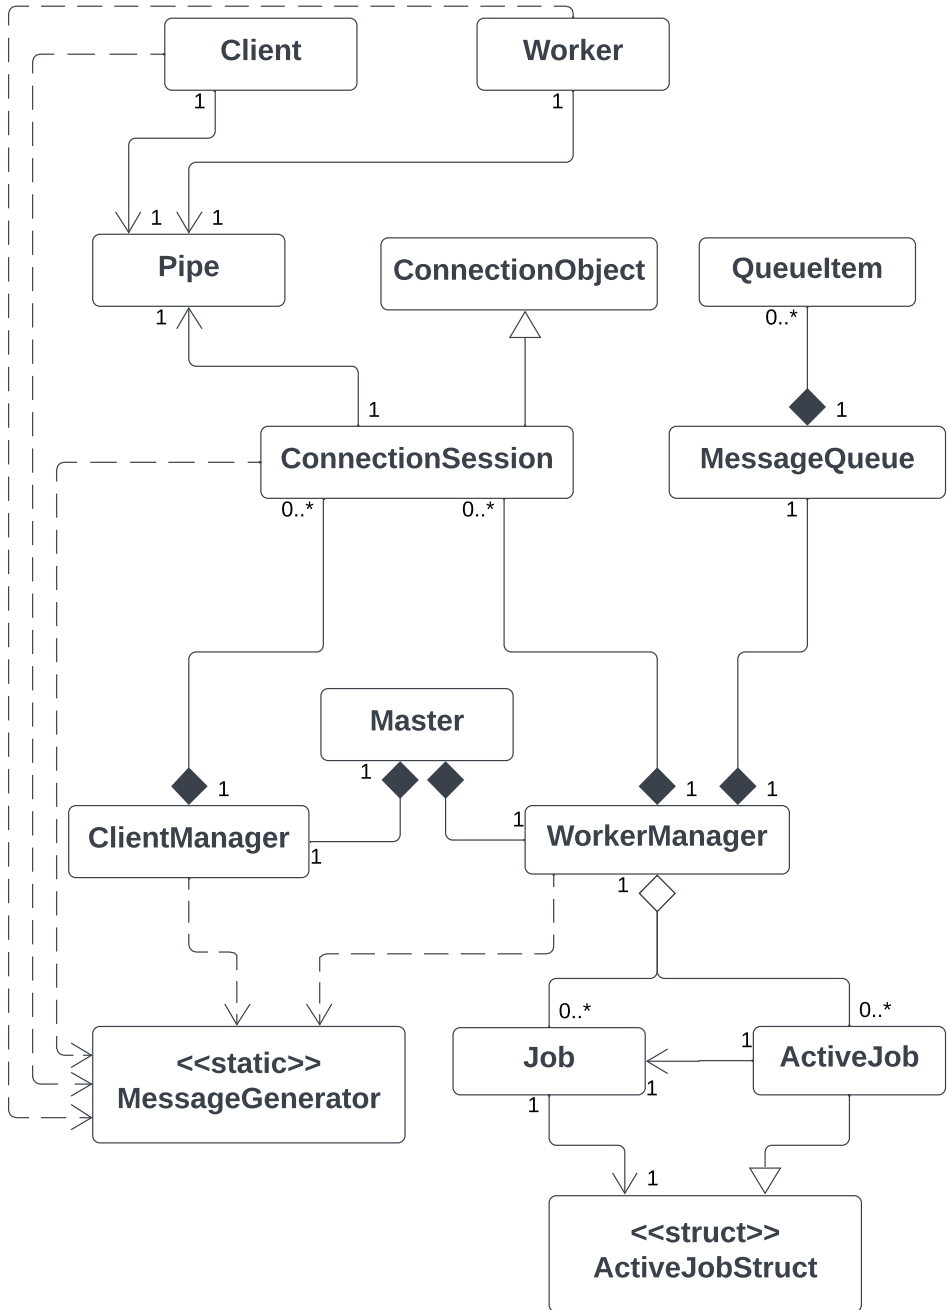 Client
Worker
1
1
1
1
Pipe
ConnectionObject
QueueItem
1
0..*
1
1
ConnectionSession
MessageQueue
0..*
0..*
1
Master
1
1
1
1
ClientManager
1
1
WorkerManager
1
0..*
0..*
<<static>>
MessageGenerator
Job
1
1
ActiveJob
1
1
<<struct>>
ActiveJobStruct